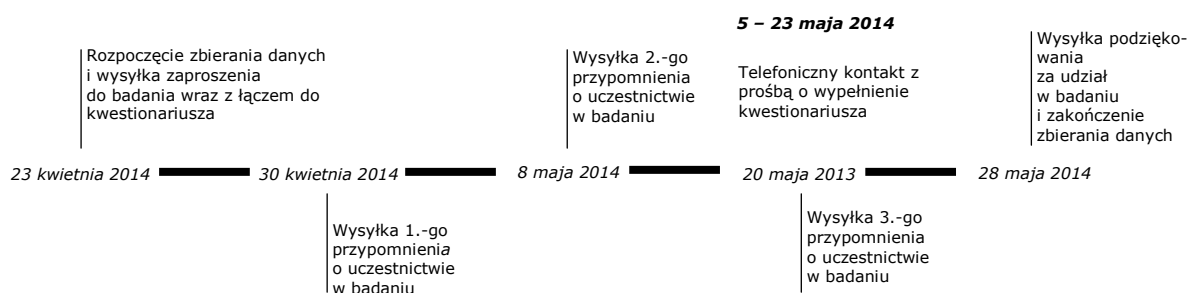 5 – 23 maja 2014
Rozpoczęcie zbierania danych
i wysyłka zaproszenia
do badania wraz z łączem do
kwestionariusza
Wysyłka 2.-go
przypomnienia
o uczestnictwie
w badaniu
Telefoniczny kontakt z
prośbą o wypełnienie
kwestionariusza
Wysyłka podzięko-
wania
za udział
w badaniu
i zakończenie
zbierania danych
23 kwietnia 2014
30 kwietnia 2014
8 maja 2014
20 maja 2013
28 maja 2014
Wysyłka 1.-go
przypomnienia
o uczestnictwie
w badaniu
Wysyłka 3.-go
przypomnienia
o uczestnictwie
w badaniu